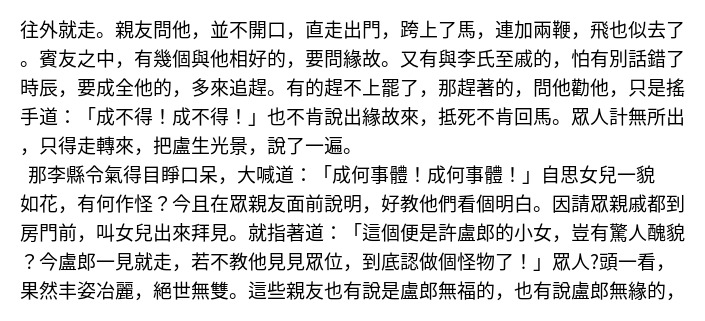 往外就走。親友問他，並不開口，直走出門，跨上了馬，連加兩鞭，飛也似去了
。賓友之中，有幾個與他相好的，要問緣故。又有與李氏至戚的，怕有別話錯了
時辰，要成全他的，多來追趕。有的趕不上罷了，那趕著的，問他勸他，只是搖
手道：「成不得！成不得！」也不肯說出緣故來，抵死不肯回馬。眾人計無所出
，只得走轉來，把盧生光景，說了一遍。
那李縣令氣得目睜口呆，大喊道：「成何事體！成何事體！」自思女兒一貌
如花，有何作怪？今且在眾親友面前說明，好教他們看個明白。因請眾親戚都到
房門前，叫女兒出來拜見。就指著道：「這個便是許盧郎的小女，豈有驚人醜貌
？今盧郎一見就走，若不教他見見眾位，到底認做個怪物了！」眾人?頭一看，
果然丰姿冶麗，絕世無雙。這些親友也有說是盧郎無福的，也有說盧郎無緣的，